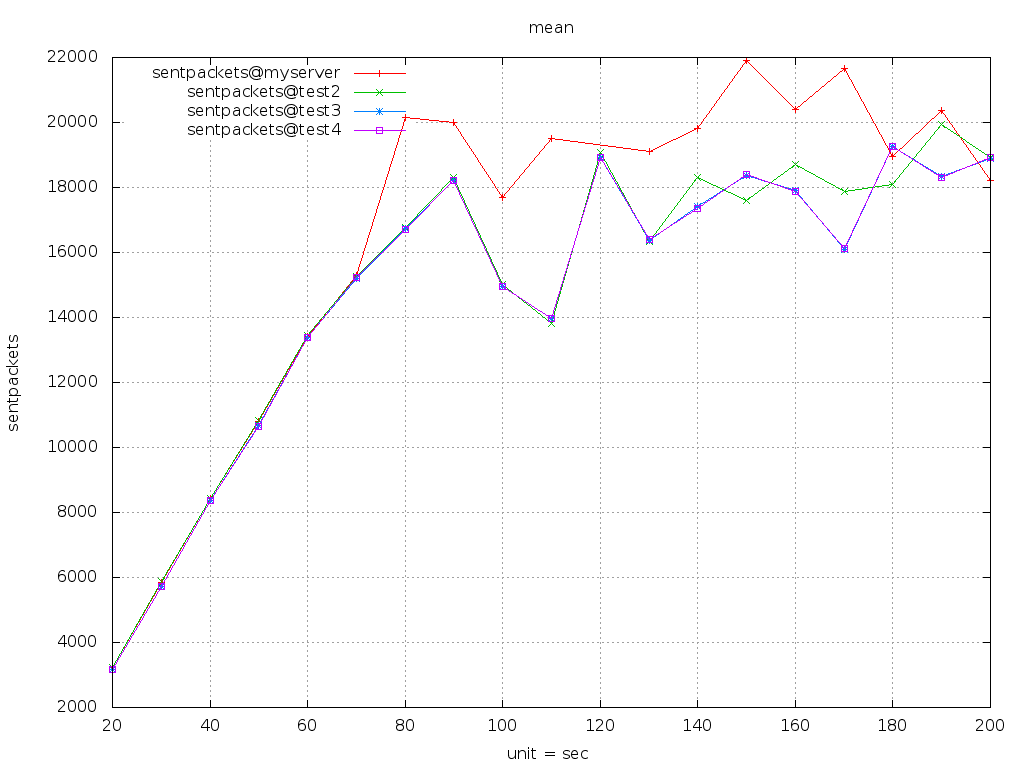 mean
22000
20000
18000
16000
14000
12000
10000
8000
6000
4000
2000
sentpackets@myserver
sentpackets@test2
sentpackets@test3
sentpackets@test4
sentpackets
20 40 60 80 100 120 140 160 180 200
unit = sec